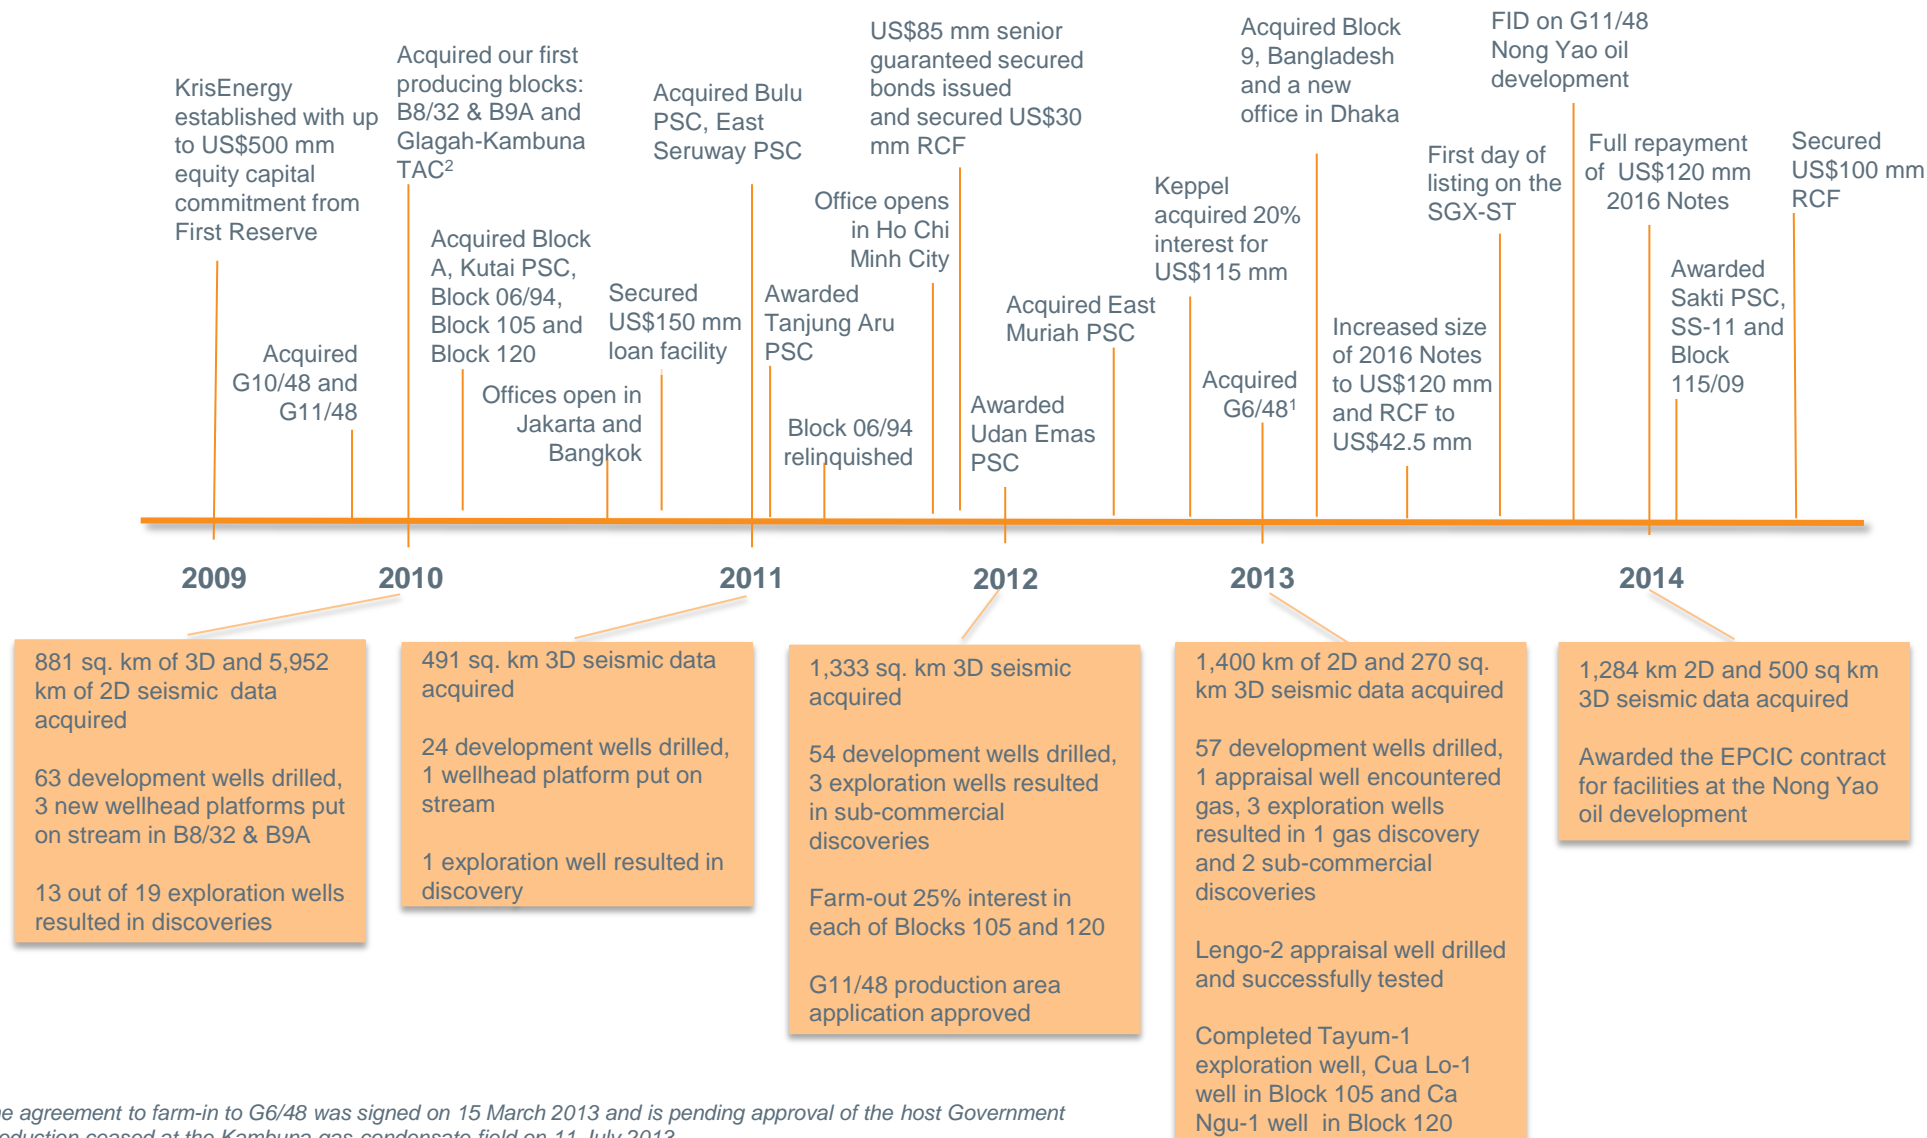 KrisEnergy
established with up
to US$500 mm
equity capital
commitment from
First Reserve
Acquired
G10/48 and
G11/48
Acquired our first
producing blocks:
B8/32 & B9A and
Glagah-Kambuna
TAC²
Acquired Block
A, Kutai PSC,
Block 06/94,
Block 105 and
Block 120
Offices open in
Jakarta and
Bangkok
Secured
US$150 mm
loan facility
Acquired Bulu
PSC, East
Seruway PSC
Awarded
Tanjung Aru
PSC
Block 06/94
relinquished
Office opens
in Ho Chi
Minh City
US$85 mm senior
guaranteed secured
bonds issued
and secured US$30
mm RCF
Awarded
Udan Emas
PSC
Acquired East
Muriah PSC
Keppel
acquired 20%
interest for
US$115 mm
Acquired
G6/48¹
Acquired Block
9, Bangladesh
and a new
office in Dhaka
Increased size
of 2016 Notes
to US$120 mm
and RCF to
US$42.5 mm
First day of
listing on the
SGX-ST
FID on G11/48
Nong Yao oil
development
Full repayment
of US$120 mm
2016 Notes
Awarded
Sakti PSC,
SS-11 and
Block
115/09
Secured
US$100 mm
RCF
2009
2010
2011
2012
2013
2014
881 sq. km of 3D and 5,952
km of 2D seismic data
acquired
63 development wells drilled,
3 new wellhead platforms put
on stream in B8/32 & B9A
13 out of 19 exploration wells
resulted in discoveries
491 sq. km 3D seismic data
acquired
24 development wells drilled,
1 wellhead platform put on
stream
1 exploration well resulted in
discovery
1,333 sq. km 3D seismic
acquired
54 development wells drilled,
3 exploration wells resulted
in sub-commercial
discoveries
Farm-out 25% interest in
each of Blocks 105 and 120
G11/48 production area
application approved
1,400 km of 2D and 270 sq.
km 3D seismic data acquired
57 development wells drilled,
1 appraisal well encountered
gas, 3 exploration wells
resulted in 1 gas discovery
and 2 sub-commercial
discoveries
Lengo-2 appraisal well drilled
and successfully tested
Completed Tayum-1
exploration well, Cua Lo-1
well in Block 105 and Ca
Ngu-1 well in Block 120
1,284 km 2D and 500 sq km
3D seismic data acquired
Awarded the EPCIC contract
for facilities at the Nong Yao
oil development
agreement to farm-in to G6/48 was signed on 15 March 2013 and is pending approval of the host Government
ceased at the Kambuna gas-condensate field on 11 July 2013